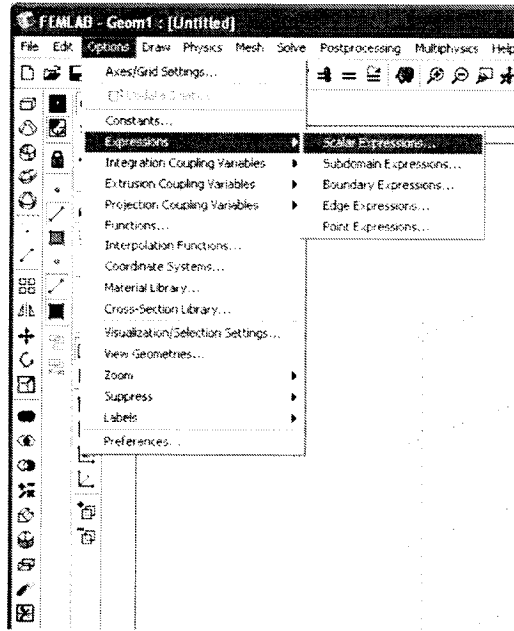 FEMLAB - Geom1 : [Untitled]
File Edit Options Draw Physics Mesh Solve Postprocessing Multiphysics Help
Axes/Grid Settings...
Constants...
Expressions
Integration Coupling Variables
Extrusion Coupling Variables
Projection Coupling Variables
Functions...
Interpolation Functions...
Coordinate Systems...
Material Library...
Cross-Section Library...
Visualization/Selection Settings...
View Geometries...
Zoom
Suppress
Labels
Preferences...
Scalar Expressions...
Subdomain Expressions...
Boundary Expressions...
Edge Expressions...
Point Expressions...